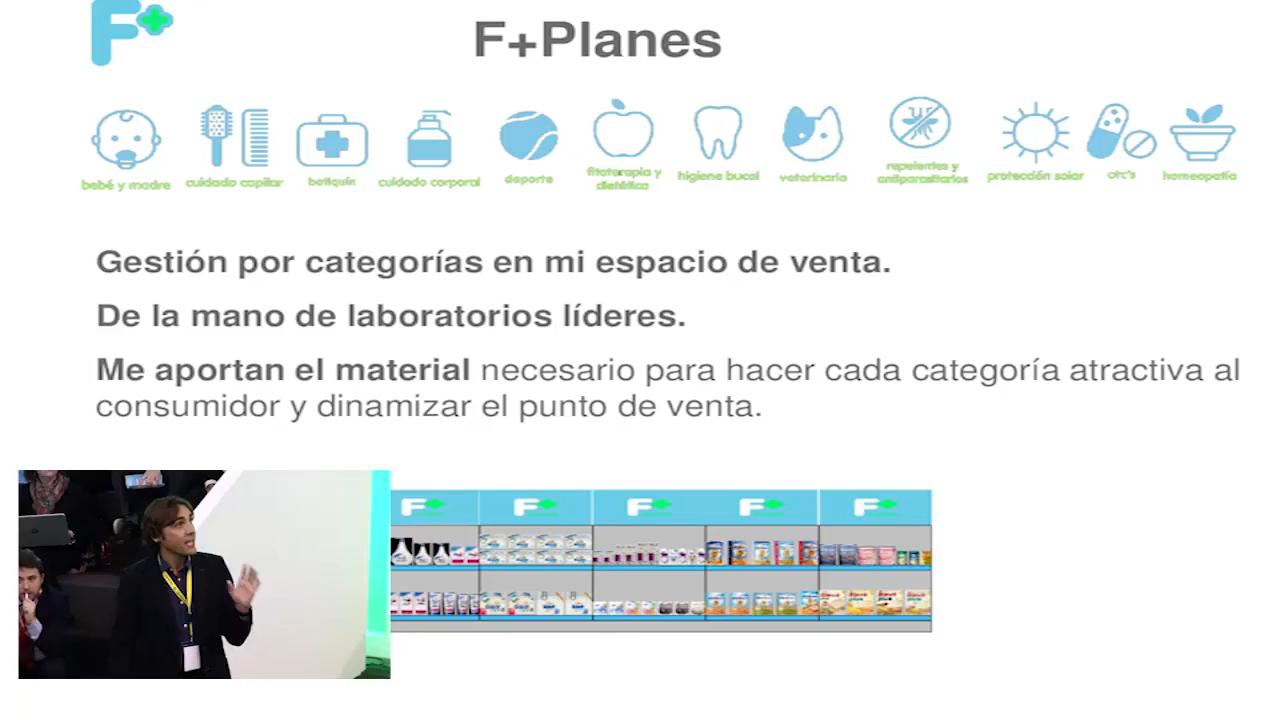 F+
F+Planes
bebé y madre
cuidado capilar
botiquín
cuidado corporal
deporte
fitoterapia y
dietética
higiene bucal
veterinaria
repelentes y
antiparasitarios
protección solar
otc's
homeopatía
Gestión por categorías en mi espacio de venta.
De la mano de laboratorios líderes.
Me aportan el material necesario para hacer cada categoría atractiva al
consumidor y dinamizar el punto de venta.
F+
F+
F+
F+
F+